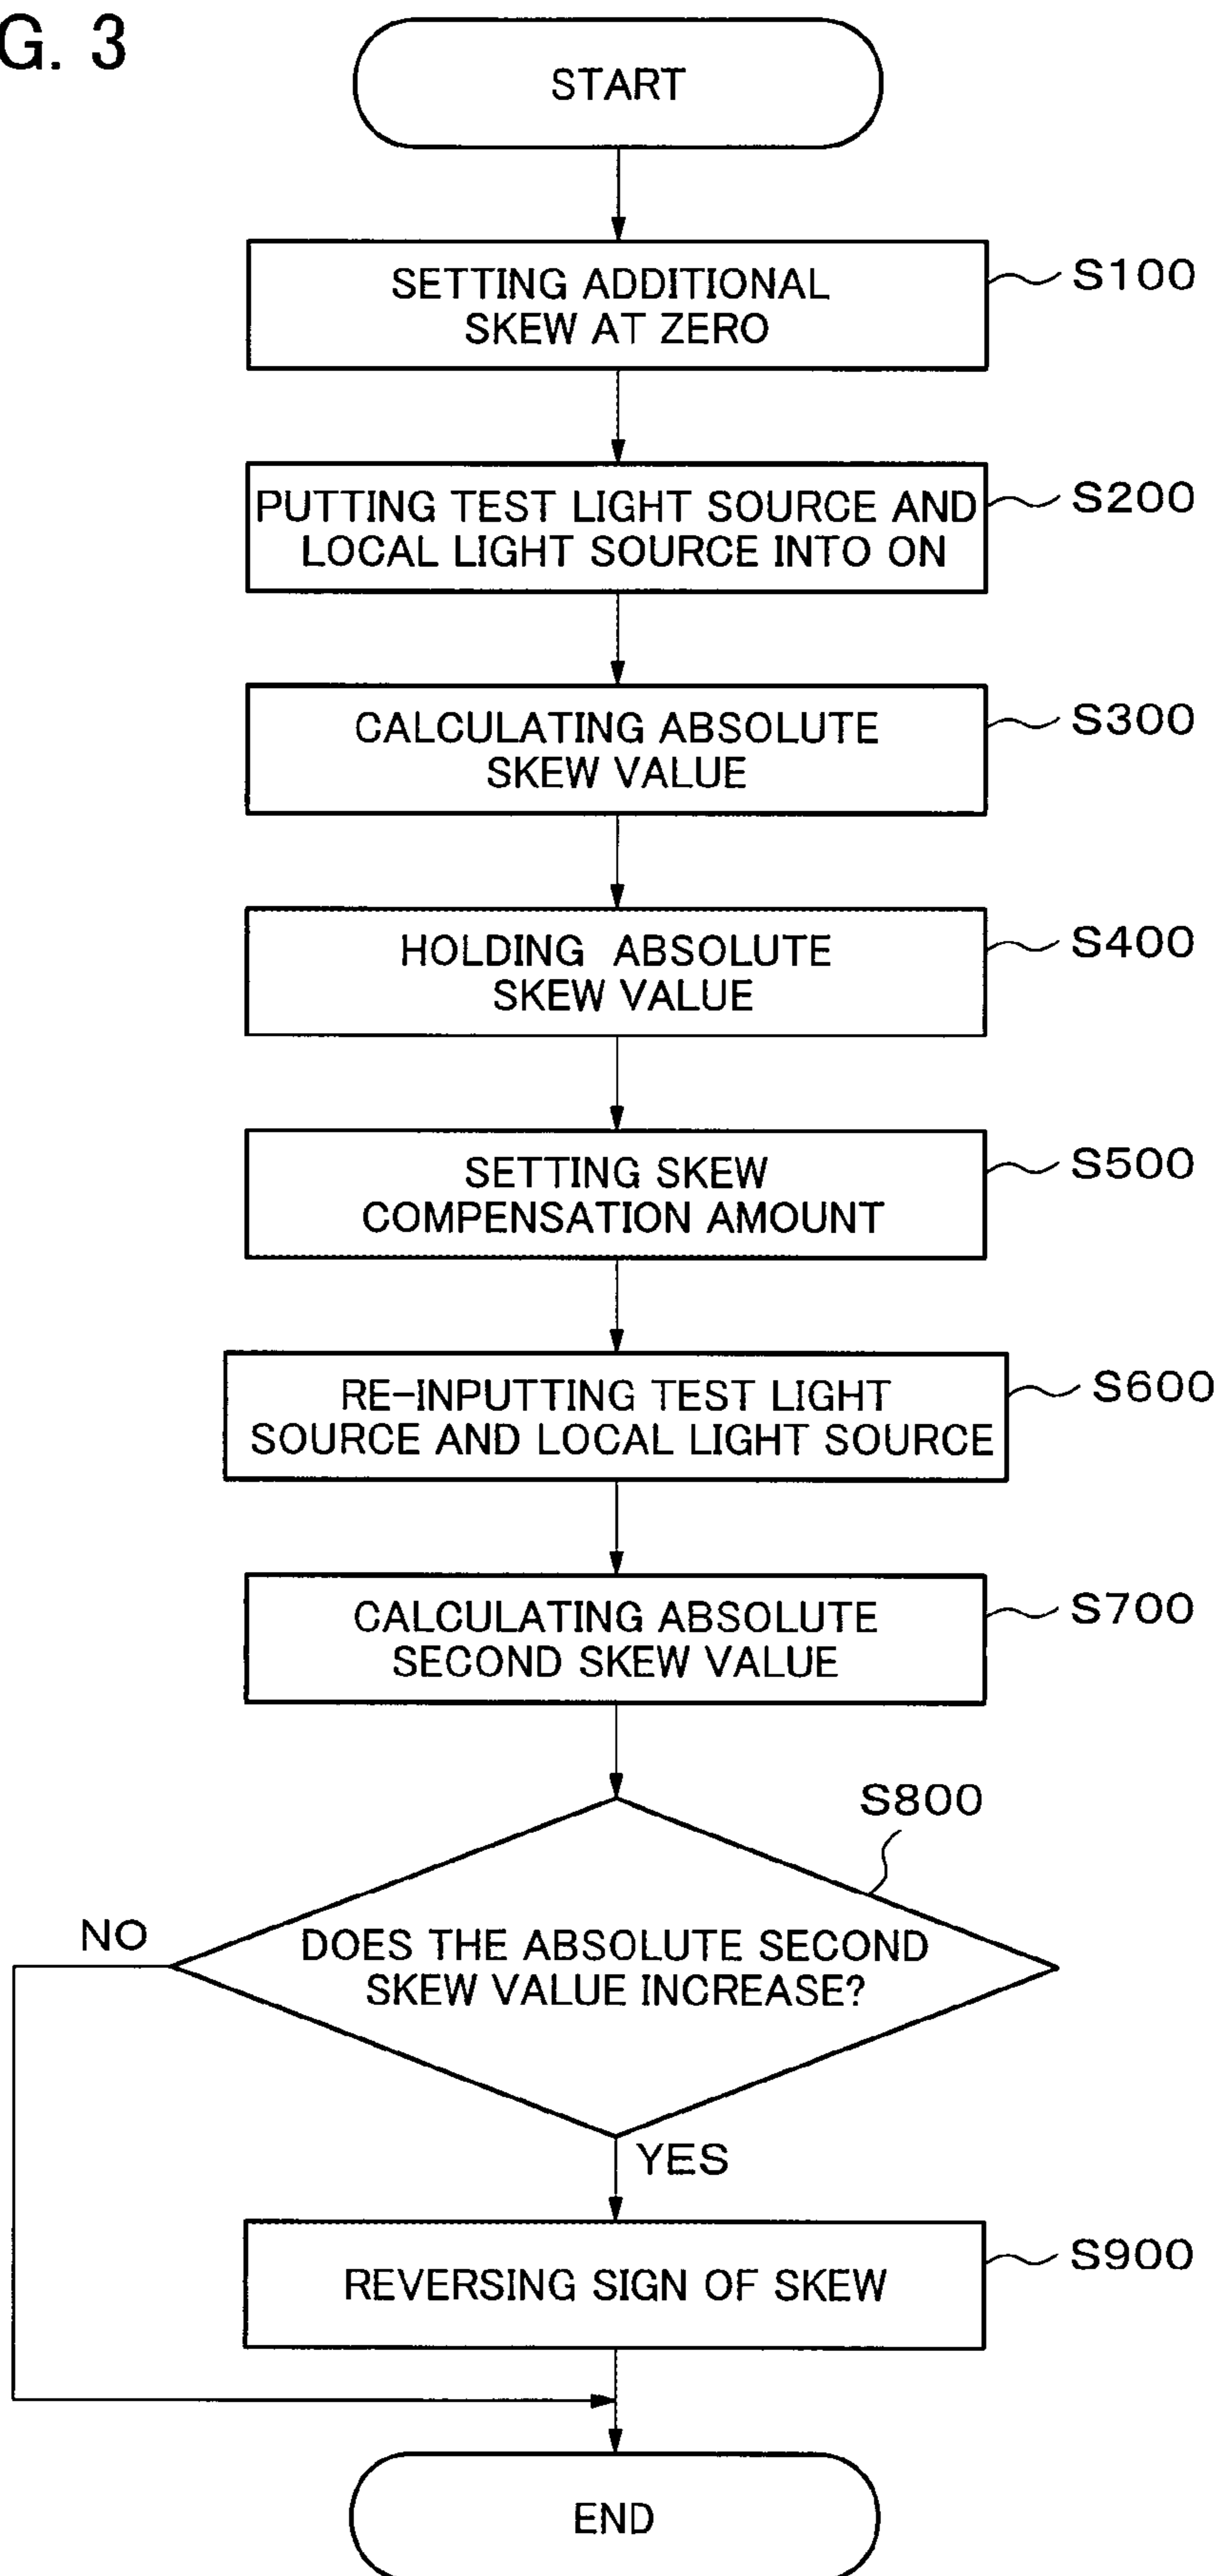 G. 3
START
SETTING ADDITIONAL
SKEW AT ZERO
S100
PUTTING TEST LIGHT SOURCE AND
LOCAL LIGHT SOURCE INTO ON
S200
CALCULATING ABSOLUTE
SKEW VALUE
S300
HOLDING ABSOLUTE
SKEW VALUE
S400
SETTING SKEW
COMPENSATION AMOUNT
S500
RE-INPUTTING TEST LIGHT
SOURCE AND LOCAL LIGHT SOURCE
S600
CALCULATING ABSOLUTE
SECOND SKEW VALUE
S700
S800
NO
DOES THE ABSOLUTE SECOND
SKEW VALUE INCREASE?
YES
REVERSING SIGN OF SKEW
S900
END